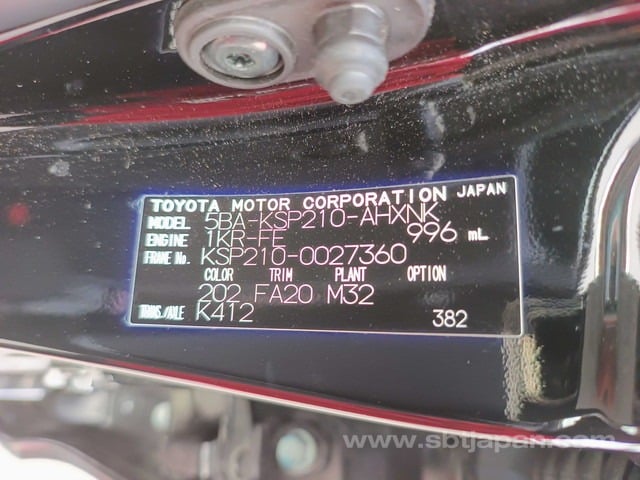 TOYOTA MOTOR CORPORATION JAPAN
MODEL 5BA-KSP210-AHXNK
ENGINE 1KR-FE 996 mL
FRAME No. KSP210-0027360
COLOR TRIM PLANT OPTION
202 FA20 M32
TRANS./AXLE K412 382
www.sbtjapan.com